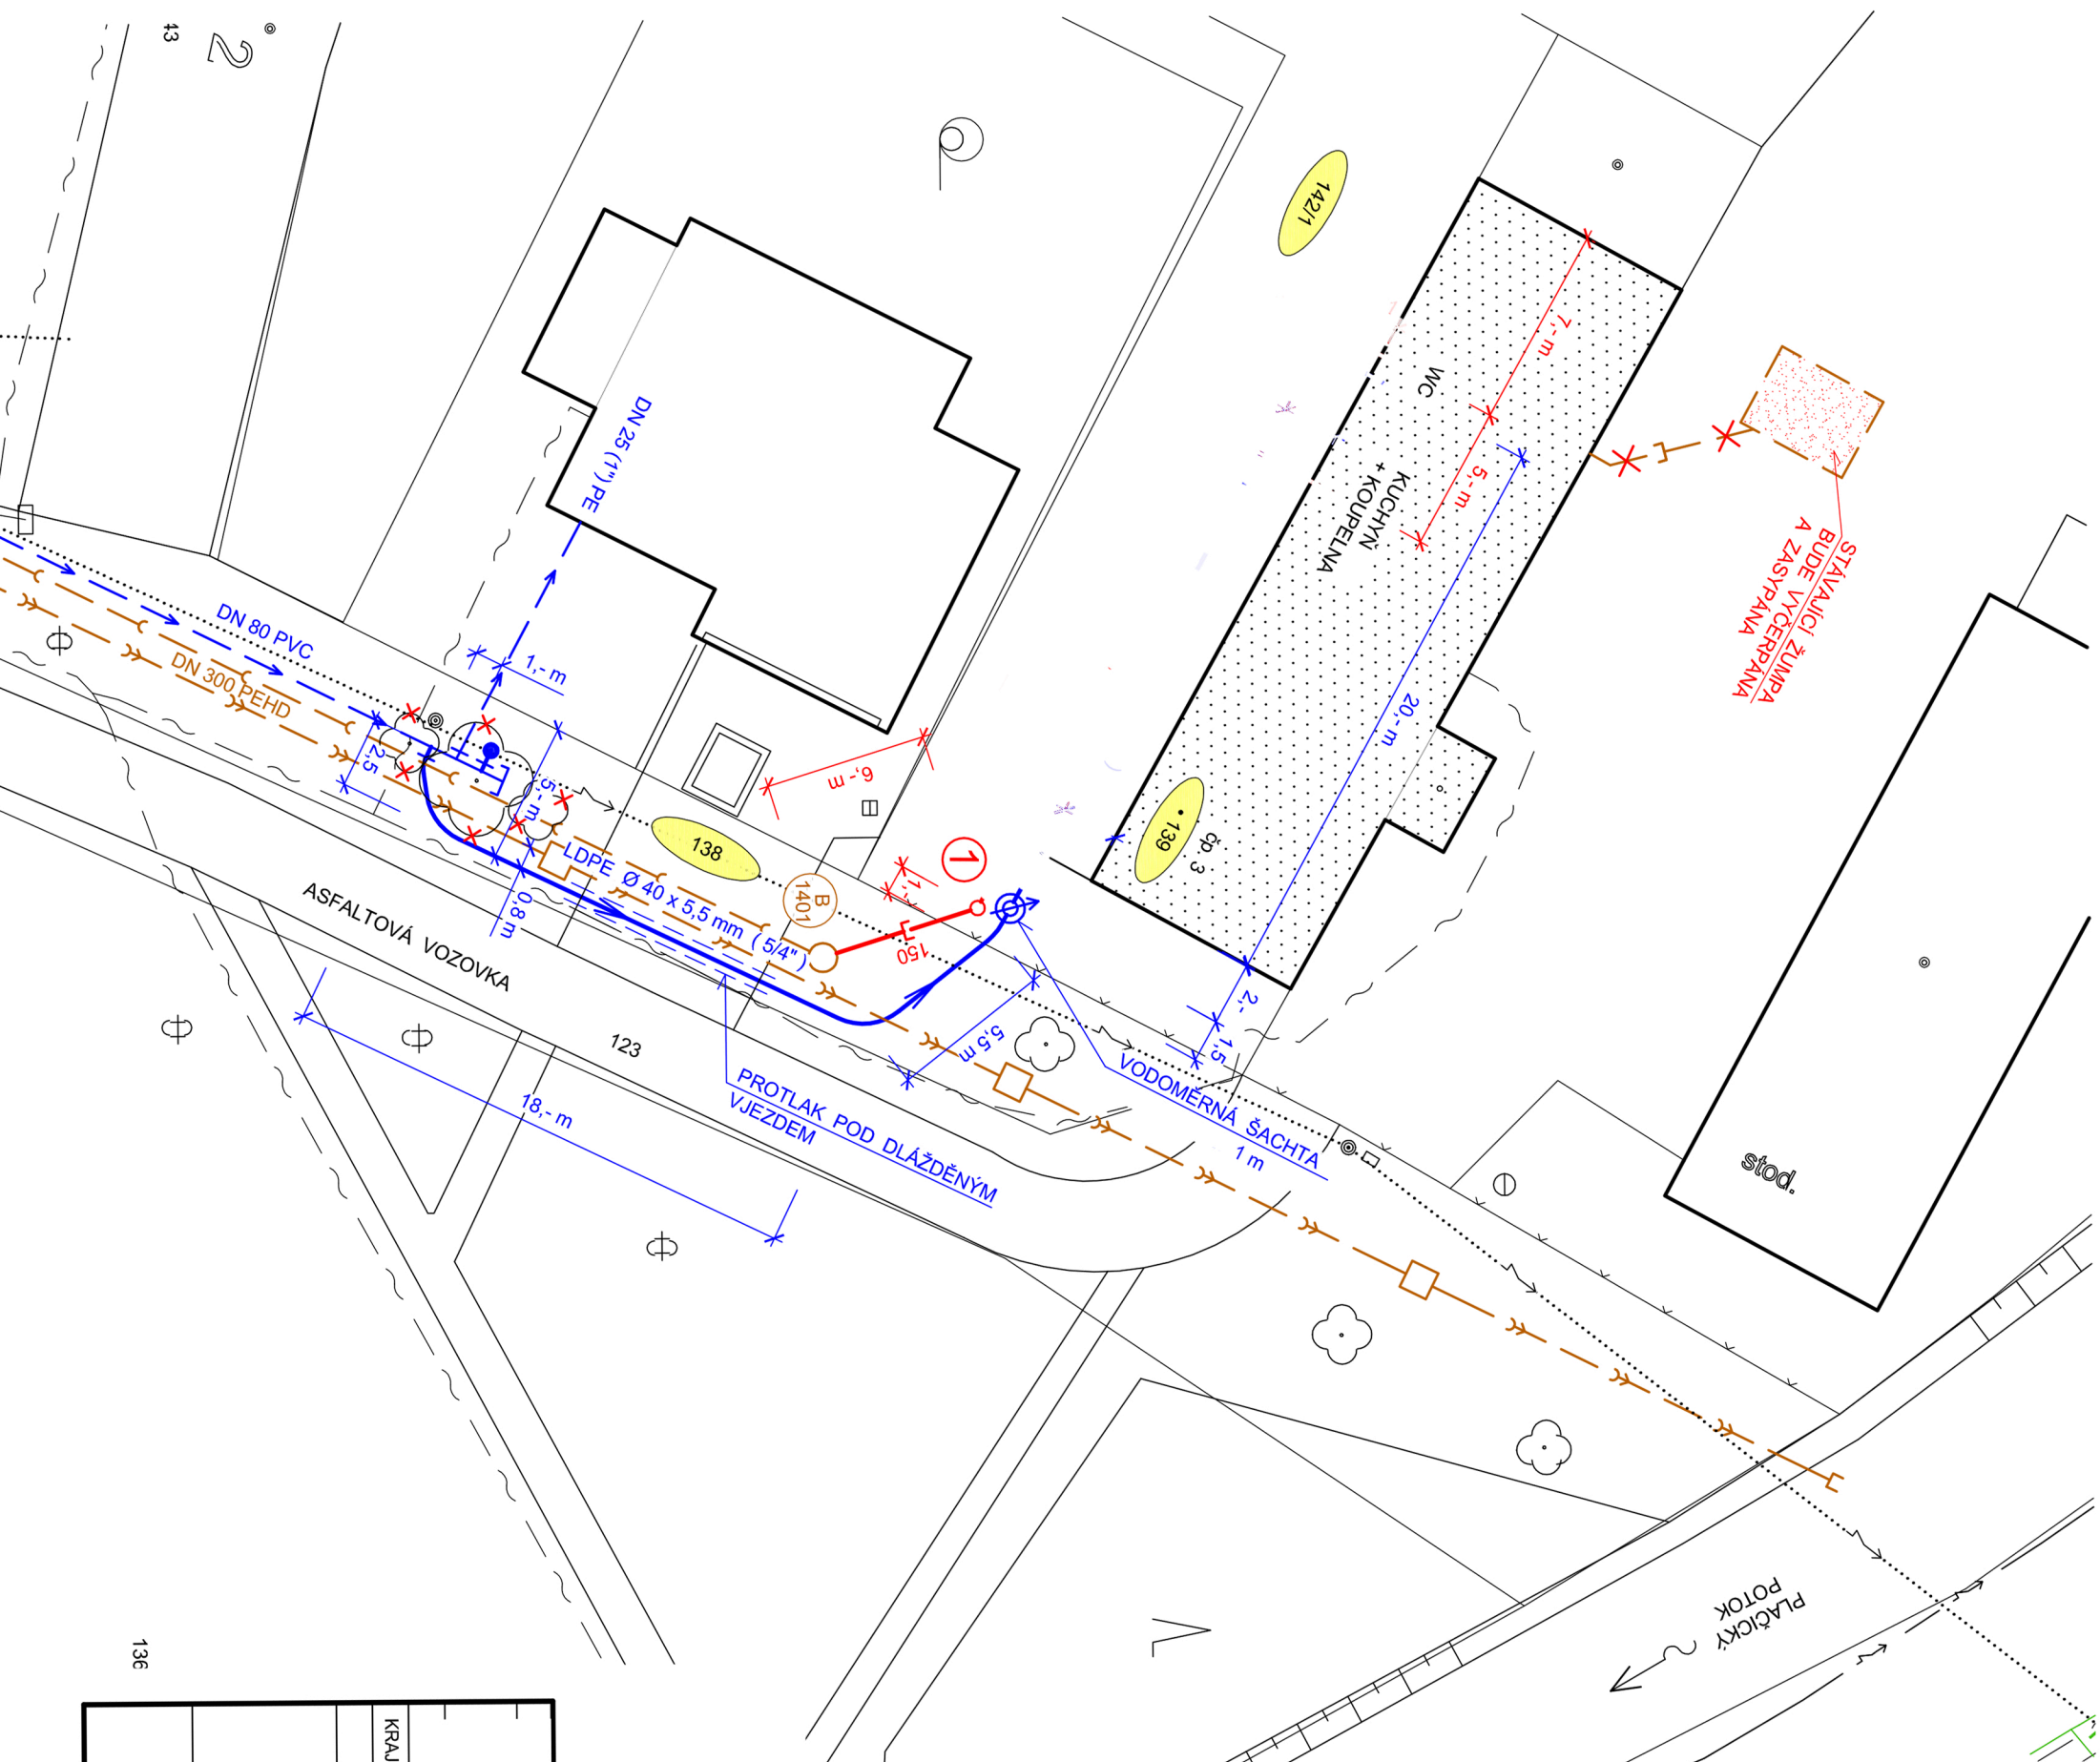 43
2
142/1
7,- m
WC
5,- m
KUCHYŇ
+ KOUPELNA
20,- m
STÁVAJÍCÍ ŽUMPA
BUDE VYČERPÁNA
A ZASYPÁNA
DN 25 (1") PE
DN 80 PVC
DN 300 PEHD
1,- m
2,5
5,- m
0,8 m
6,- m
138
139
čp. 3
1
1,-
B
1401
150
LDPE Ø 40 x 5,5 mm ( 5/4" )
ASFALTOVÁ VOZOVKA
123
18,- m
5,5 m
2,-
1,5
VODOMĚRNÁ ŠACHTA
1 m
PROTLAK POD DLÁŽDĚNÝM
VJEZDEM
stod.
PLAČICKÝ
POTOK
136
KRAJ